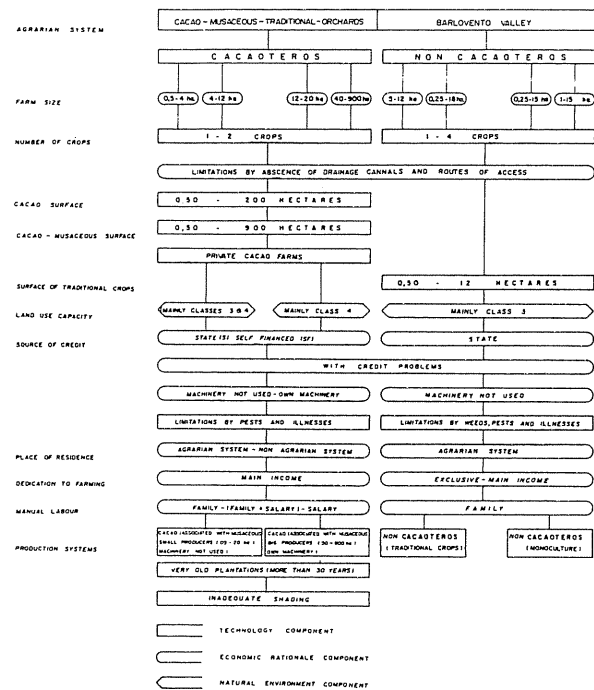 CACAO - MUSACEOUS - TRADITIONAL - ORCHARDS BARLOVENTO VALLEY
AGRARIAN SYSTEM
CACAOTEROS NON CACAOTEROS
FARM SIZE 0,5-4 ha 4-12 ha 12-20 ha 40-900 ha 5-12 ha 0,25-18 ha 0,25-15 ha 1-15 ha
NUMBER OF CROPS 1 - 2 CROPS 1 - 4 CROPS
LIMITATIONS BY ABSCENCE OF DRAINAGE CANNALS AND ROUTES OF ACCESS
CACAO SURFACE 0,50 - 200 HECTARES
CACAO - MUSACEOUS SURFACE 0,50 - 900 HECTARES
PRIVATE CACAO FARMS
SURFACE OF TRADITIONAL CROPS 0,50 - 12 HECTARES
LAND USE CAPACITY MAINLY CLASSES 3 & 4 MAINLY CLASS 4 MAINLY CLASS 3
SOURCE OF CREDIT STATE (S) SELF FINANCED (SF) STATE
WITH CREDIT PROBLEMS
MACHINERY NOT USED - OWN MACHINERY MACHINERY NOT USED
LIMITATIONS BY PESTS AND ILLNESSES LIMITATIONS BY WEEDS, PESTS AND ILLNESSES
PLACE OF RESIDENCE AGRARIAN SYSTEM - NON AGRARIAN SYSTEM AGRARIAN SYSTEM
DEDICATION TO FARMING MAIN INCOME EXCLUSIVE - MAIN INCOME
MANUAL LABOUR FAMILY - (FAMILY + SALARY) - SALARY FAMILY
PRODUCTION SYSTEMS
CACAO (ASSOCIATED WITH MUSACEOUS CACAO (ASSOCIATED WITH MUSACEOUS NON CACAOTEROS NON CACAOTEROS
SMALL PRODUCERS (05 - 20 ha) BIG PRODUCERS ha) (TRADITIONAL CROPS) (MONOCULTURE)
MACHINERY NOT USED) OWN MACHINERY)
VERY OLD PLANTATIONS (MORE THAN 30 YEARS)
INADEQUATE SHADING
TECHNOLOGY COMPONENT
ECONOMIC RATIONALE COMPONENT
NATURAL ENVIRONMENT COMPONENT